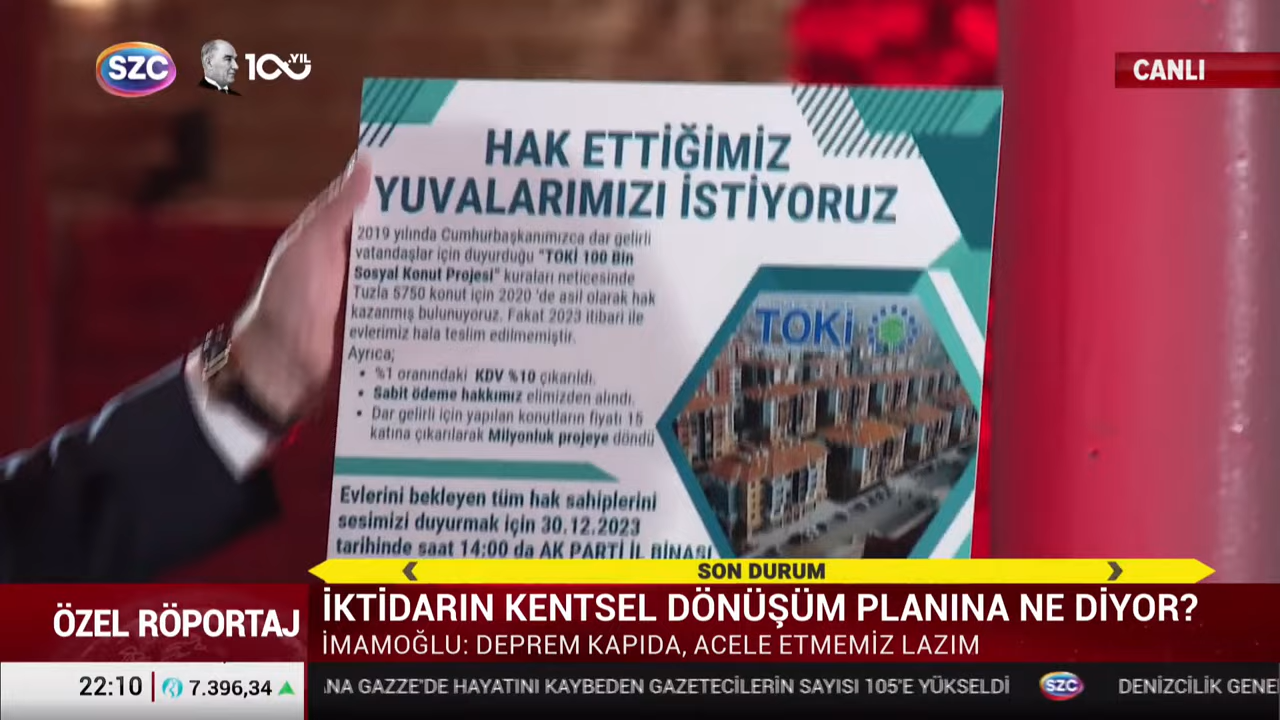 SZC
100.YIL
CANLI
HAK ETTİĞİMİZ
YUVALARIMIZI İSTİYORUZ
2019 yılında Cumhurbaşkanımızca dar gelirli
vatandaşlar için duyurduğu "TOKİ 100 Bin
Sosyal Konut Projesi" kuraları neticesinde
Tuzla 5750 konut için 2020 'de asil olarak hak
kazanmış bulunuyoruz. Fakat 2023 itibari ile
evlerimiz hala teslim edilmemiştir.
Ayrıca;
• %1 oranındaki KDV %10 çıkarıldı.
• Sabit ödeme hakkımız elimizden alındı.
• Dar gelirli için yapılan konutların fiyatı 15
katına çıkarılarak Milyonluk projeye döndü
TOKİ
Evlerini bekleyen tüm hak sahiplerini
sesimizi duyurmak için 30.12.2023
tarihinde saat 14:00 da AK PARTİ İL BİNASI
SON DURUM
ÖZEL RÖPORTAJ
İKTİDARIN KENTSEL DÖNÜŞÜM PLANINA NE DİYOR?
İMAMOĞLU: DEPREM KAPIDA, ACELE ETMEMİZ LAZIM
22:10 7.396,34
NA GAZZE'DE HAYATINI KAYBEDEN GAZETECİLERİN SAYISI 105'E YÜKSELDİ SZC DENİZCİLİK GENE